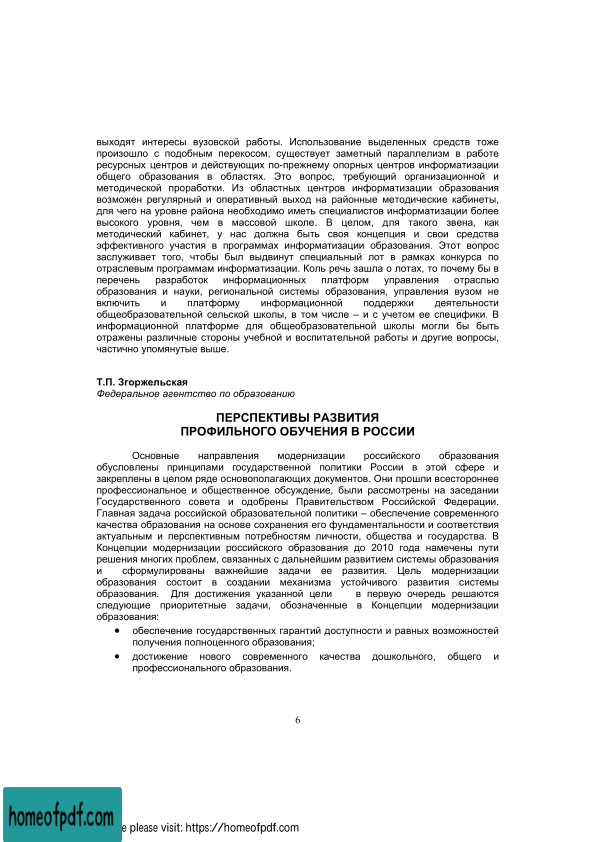 выходят интересы вузовской работы. Использование выделенных средств тоже
произошло с подобным перекосом, существует заметный параллелизм в работе
ресурсных центров и действующих по-прежнему опорных центров информатизации
общего образования в областях. Это вопрос, требующий организационной и
методической проработки. Из областных центров информатизации образования
возможен регулярный и оперативный выход на районные методические кабинеты,
для чего на уровне района необходимо иметь специалистов информатизации более
высокого уровня, чем в массовой школе. В целом, для такого звена, как
методический кабинет, у нас должна быть своя концепция и свои средства
эффективного участия в программах информатизации образования. Этот вопрос
заслуживает того, чтобы был выдвинут специальный лот в рамках конкурса по
отраслевым программам информатизации. Коль речь зашла о лотах, то почему бы в
перечень разработок информационных платформ управления отраслью
образования и науки, региональной системы образования, управления вузом не
включить и платформу информационной поддержки деятельности
общеобразовательной сельской школы, в том числе – и с учетом ее специфики. В
информационной платформе для общеобразовательной школы могли бы быть
отражены различные стороны учебной и воспитательной работы и другие вопросы,
частично упомянутые выше.
Т.П. Згоржельская
Федеральное агентство по образованию
ПЕРСПЕКТИВЫ РАЗВИТИЯ
ПРОФИЛЬНОГО ОБУЧЕНИЯ В РОССИИ
Основные направления модернизации российского образования
обусловлены принципами государственной политики России в этой сфере и
закреплены в целом ряде основополагающих документов. Они прошли всестороннее
профессиональное и общественное обсуждение, были рассмотрены на заседании
Государственного совета и одобрены Правительством Российской Федерации.
Главная задача российской образовательной политики – обеспечение современного
качества образования на основе сохранения его фундаментальности и соответствия
актуальным и перспективным потребностям личности, общества и государства. В
Концепции модернизации российского образования до 2010 года намечены пути
решения многих проблем, связанных с дальнейшим развитием системы образования
и сформулированы важнейшие задачи ее развития. Цель модернизации
образования состоит в создании механизма устойчивого развития системы
образования. Для достижения указанной цели в первую очередь решаются
следующие приоритетные задачи, обозначенные в Концепции модернизации
образования:
• обеспечение государственных гарантий доступности и равных возможностей
получения полноценного образования;
• достижение нового современного качества дошкольного, общего и
профессионального образования.
6
homeofpdf.com
e please visit: https://homeofpdf.com